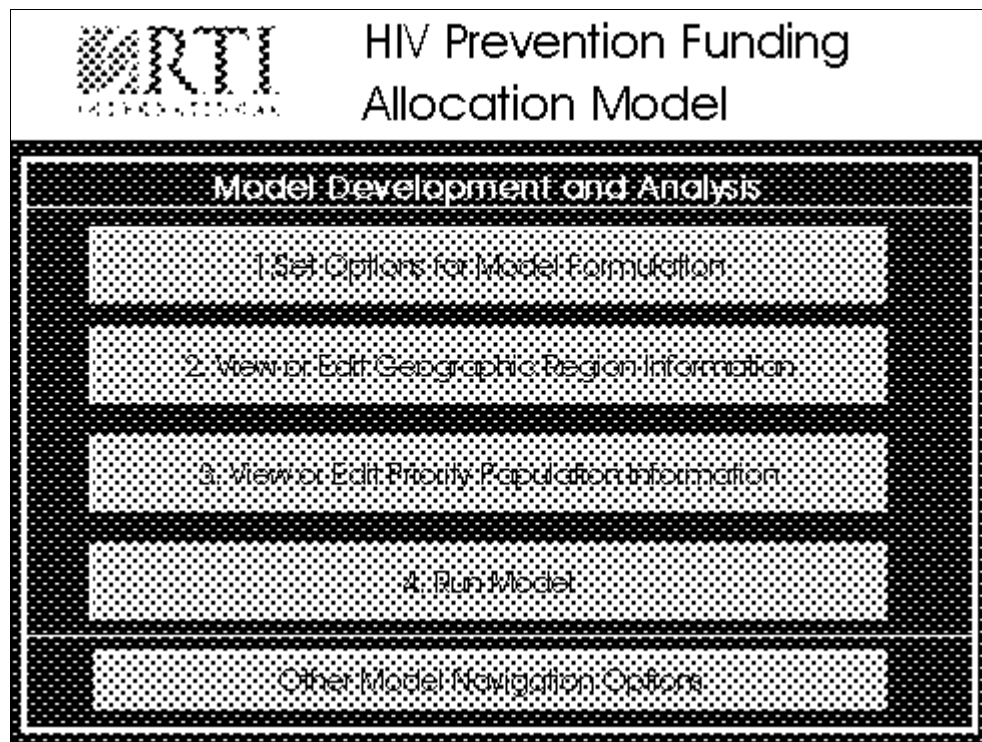 RTI
INTERNATIONAL
HIV Prevention Funding
Allocation Model
Model Development and Analysis
1.Set Options for Model Formulation
2. View or Edit Geographic Region Information
3. View or Edit Priority Population Information
4. Run Model
Other Model Navigation Options